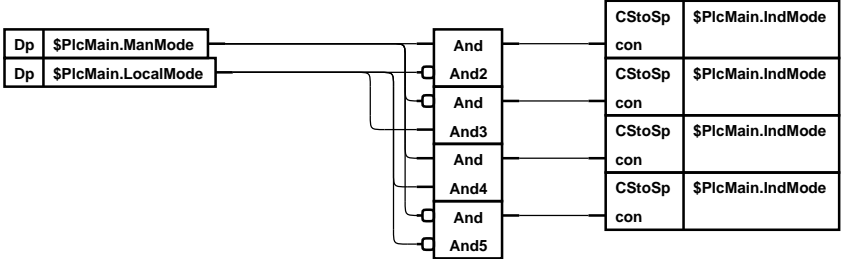 CStoSp $PlcMain.IndMode
con
Dp $PlcMain.ManMode
And
Dp $PlcMain.LocalMode
And2
CStoSp $PlcMain.IndMode
con
And
And3
CStoSp $PlcMain.IndMode
con
And
And4
CStoSp $PlcMain.IndMode
con
And
And5